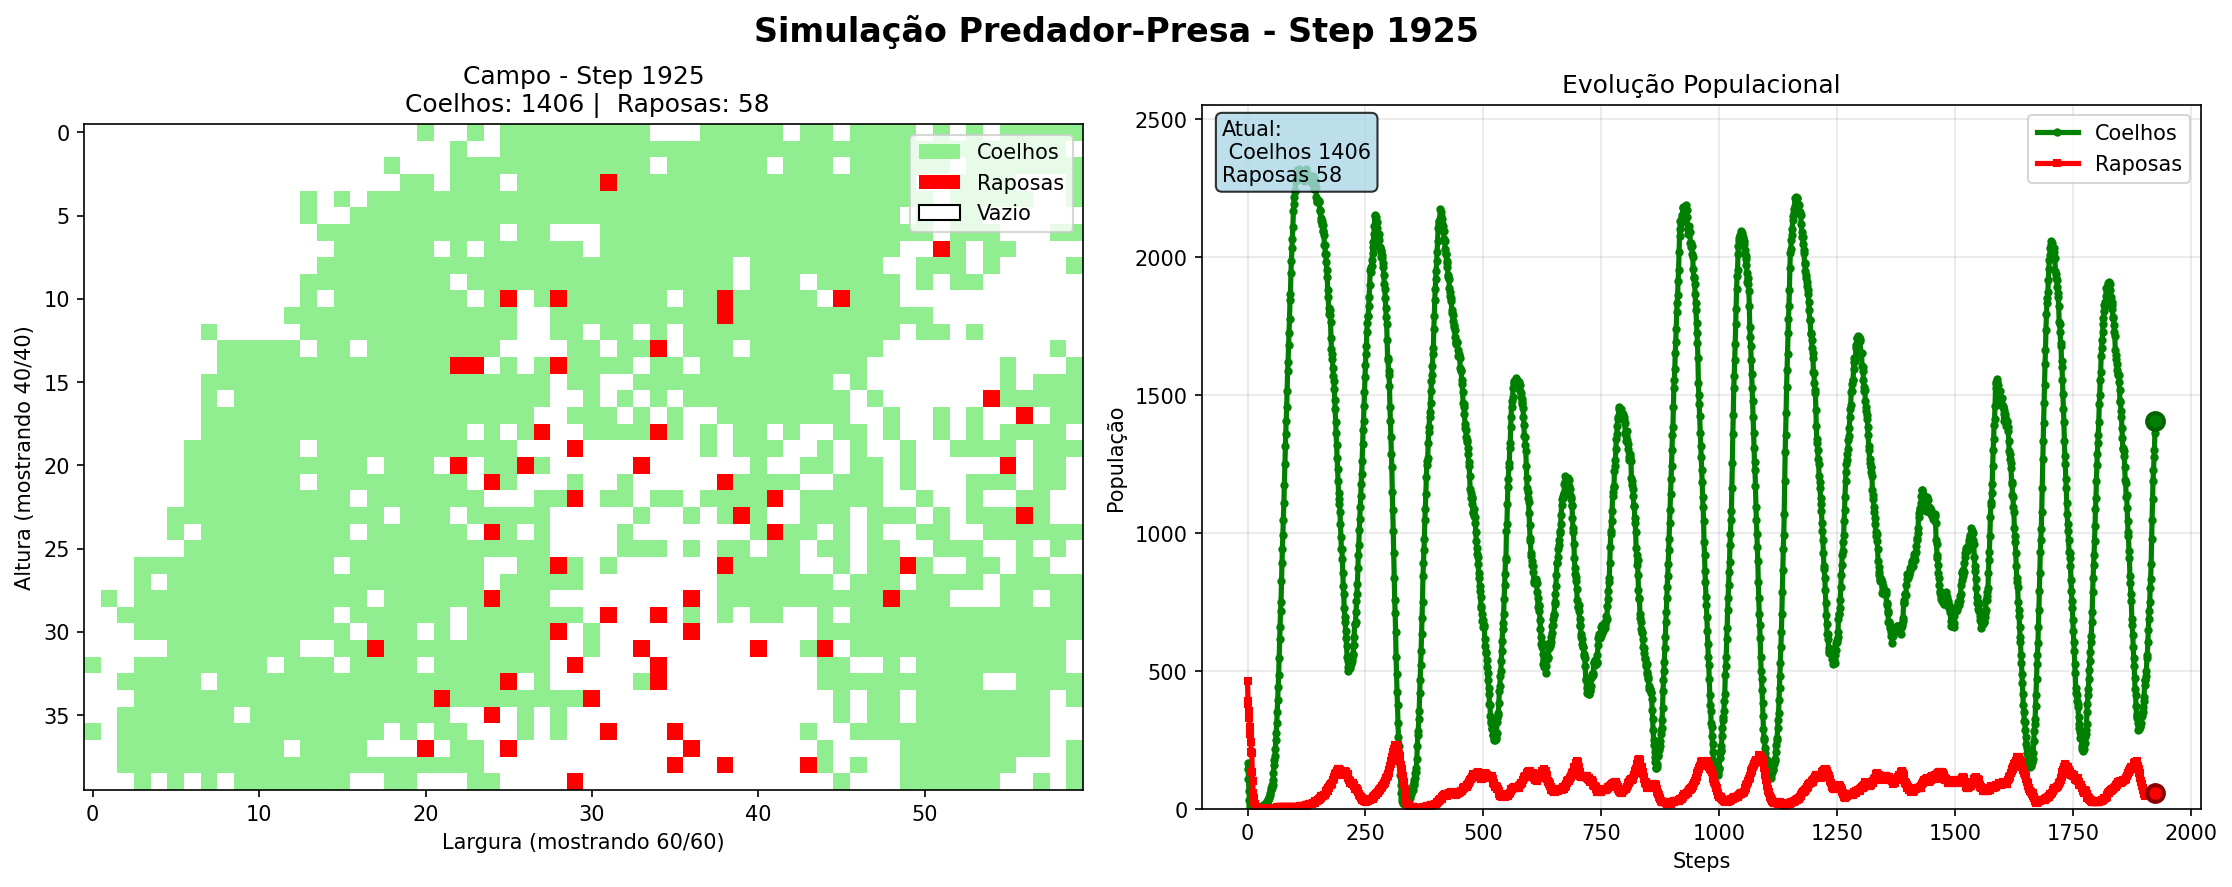 Simulação Predador-Presa - Step 1925
Campo - Step 1925
Coelhos: 1406 |  Raposas: 58
Coelhos
Raposas
Vazio
0
5
10
15
20
25
30
35
Altura (mostrando 40/40)
0
10
20
30
40
50
Largura (mostrando 60/60)
Evolução Populacional
Atual:
Coelhos 1406
Raposas 58
Coelhos
Raposas
2500
2000
1500
1000
500
0
População
0
250
500
750
1000
1250
1500
1750
2000
Steps